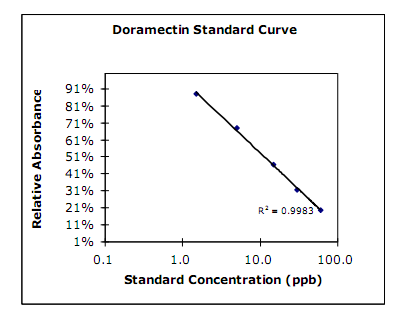 Doramectin Standard Curve
Relative Absorbance
91%
81%
71%
61%
51%
41%
31%
21%
11%
1%
R² = 0.9983
0.1 1.0 10.0 100.0
Standard Concentration (ppb)